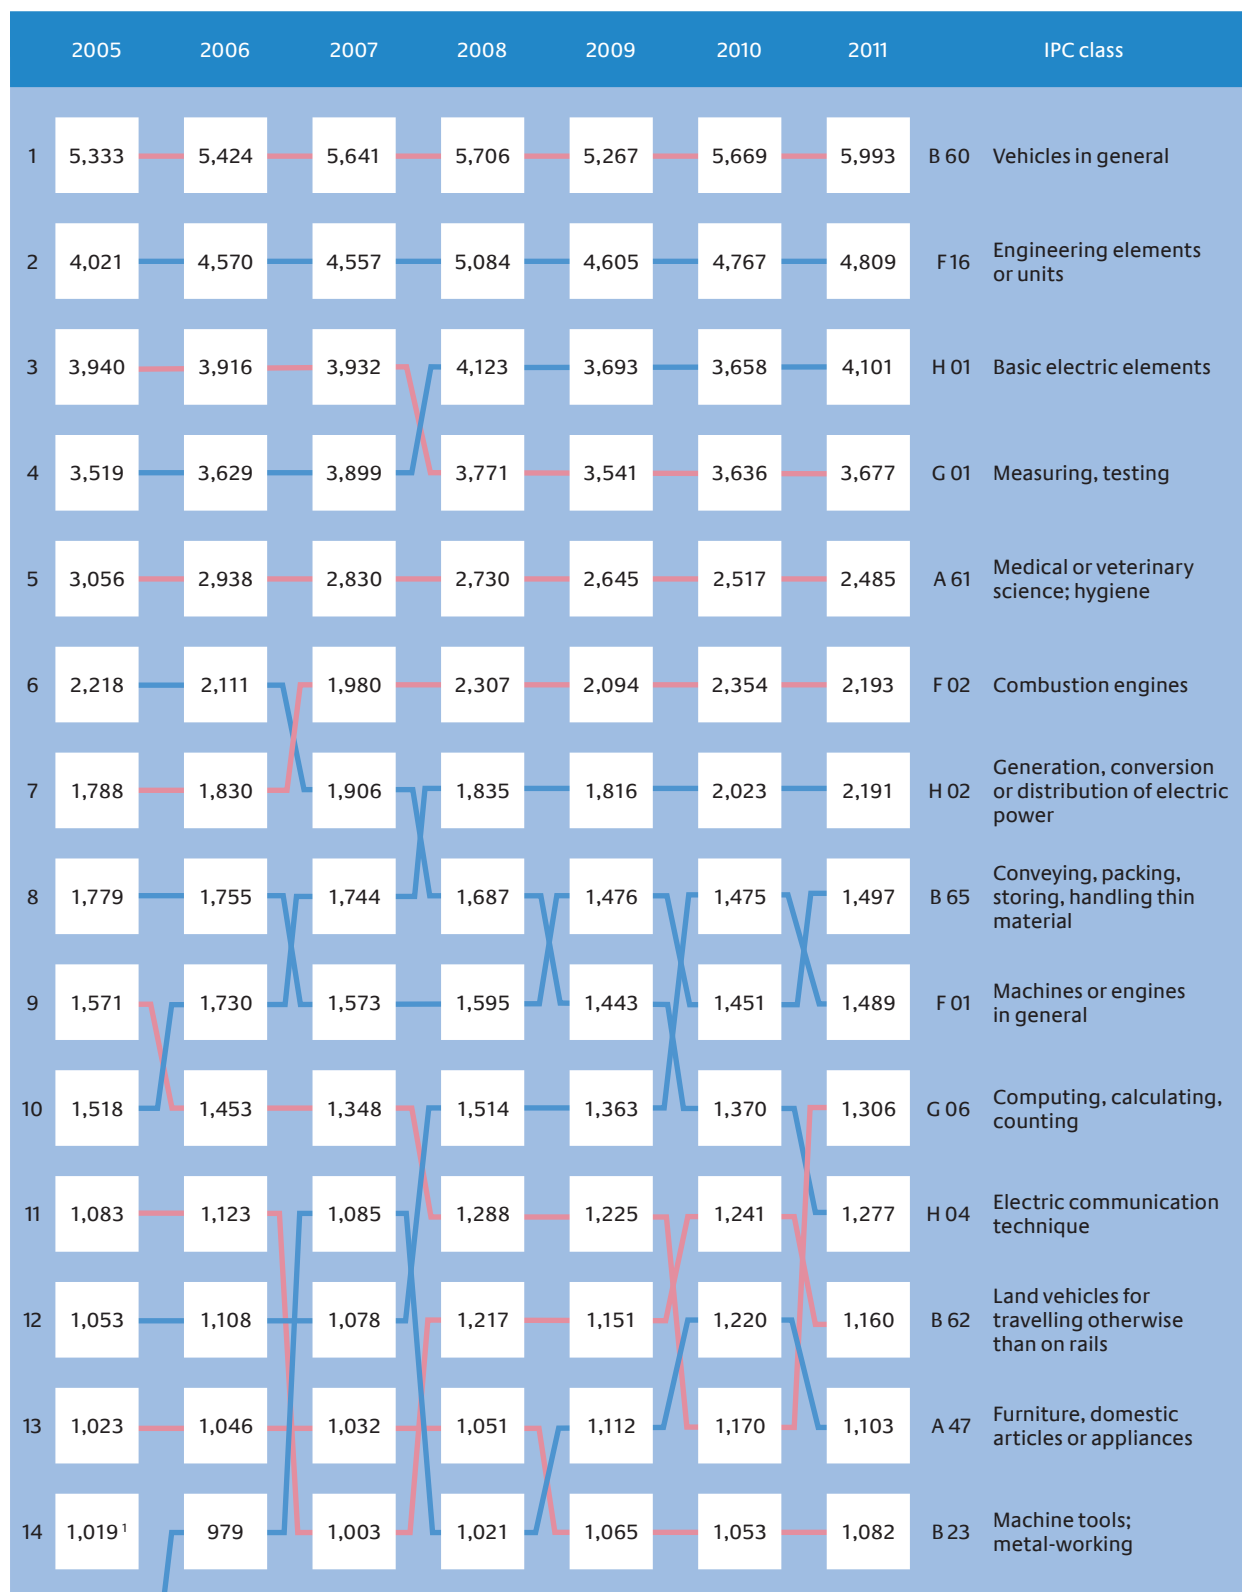 2005 2006 2007 2008 2009 2010 2011 IPC class
1 5,333 5,424 5,641 5,706 5,267 5,669 5,993 B 60 Vehicles in general
2 4,021 4,570 4,557 5,084 4,605 4,767 4,809 F 16 Engineering elements
or units
3 3,940 3,916 3,932 4,123 3,693 3,658 4,101 H 01 Basic electric elements
4 3,519 3,629 3,899 3,771 3,541 3,636 3,677 G 01 Measuring, testing
5 3,056 2,938 2,830 2,730 2,645 2,517 2,485 A 61 Medical or veterinary
science; hygiene
6 2,218 2,111 1,980 2,307 2,094 2,354 2,193 F 02 Combustion engines
7 1,788 1,830 1,906 1,835 1,816 2,023 2,191 H 02 Generation, conversion
or distribution of electric
power
8 1,779 1,755 1,744 1,687 1,476 1,475 1,497 B 65 Conveying, packing,
storing, handling thin
material
9 1,571 1,730 1,573 1,595 1,443 1,451 1,489 F 01 Machines or engines
in general
10 1,518 1,453 1,348 1,514 1,363 1,370 1,306 G 06 Computing, calculating,
counting
11 1,083 1,123 1,085 1,288 1,225 1,241 1,277 H 04 Electric communication
technique
12 1,053 1,108 1,078 1,217 1,151 1,220 1,160 B 62 Land vehicles for
travelling otherwise
than on rails
13 1,023 1,046 1,032 1,051 1,112 1,170 1,103 A 47 Furniture, domestic
articles or appliances
14 1,019 ¹ 979 1,003 1,021 1,065 1,053 1,082 B 23 Machine tools;
metal-working